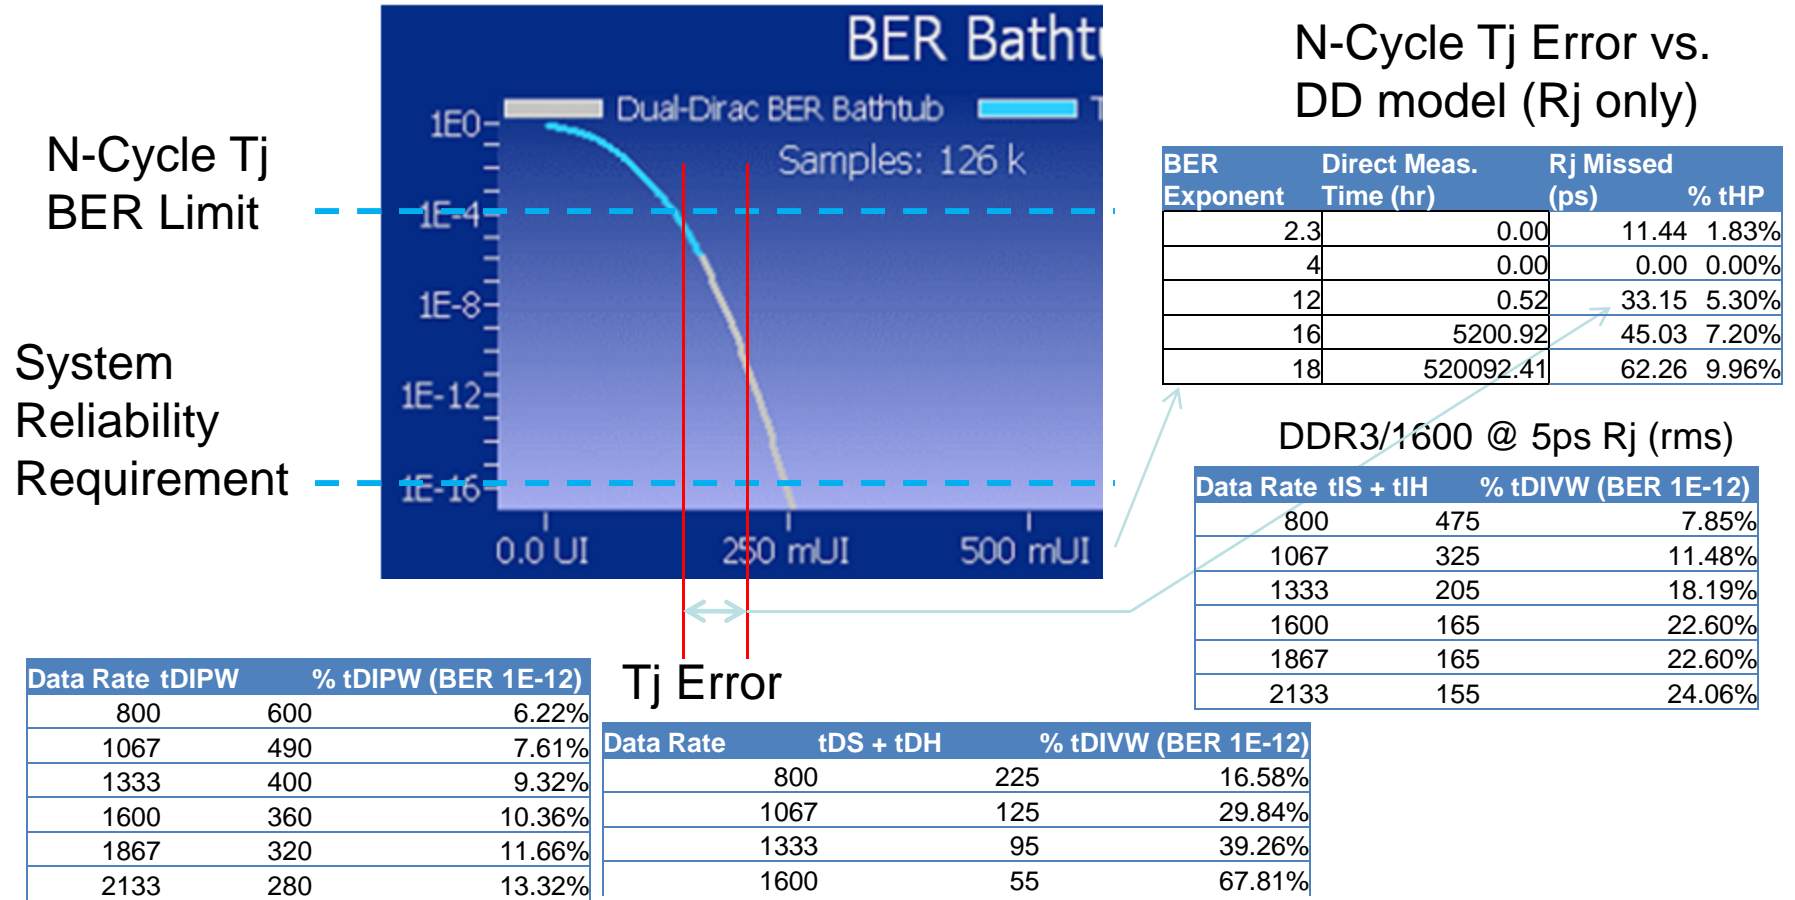 BER Batht
Dual-Dirac BER Bathtub
Samples: 126 k
1E0
1E-4
1E-8
1E-12
1E-16
0.0 UI 250 mUI 500 mUI
N-Cycle Tj
BER Limit
System
Reliability
Requirement
Tj Error
N-Cycle Tj Error vs.
DD model (Rj only)
BER Direct Meas. Rj Missed
Exponent Time (hr) (ps) % tHP
2.3 0.00 11.44 1.83%
4 0.00 0.00 0.00%
12 0.52 33.15 5.30%
16 5200.92 45.03 7.20%
18 520092.41 62.26 9.96%
DDR3/1600 @ 5ps Rj (rms)
Data Rate tIS + tIH % tDIVW (BER 1E-12)
800 475 7.85%
1067 325 11.48%
1333 205 18.19%
1600 165 22.60%
1867 165 22.60%
2133 155 24.06%
Data Rate tDIPW % tDIPW (BER 1E-12)
800 600 6.22%
1067 490 7.61%
1333 400 9.32%
1600 360 10.36%
1867 320 11.66%
2133 280 13.32%
Data Rate tDS + tDH % tDIVW (BER 1E-12)
800 225 16.58%
1067 125 29.84%
1333 95 39.26%
1600 55 67.81%